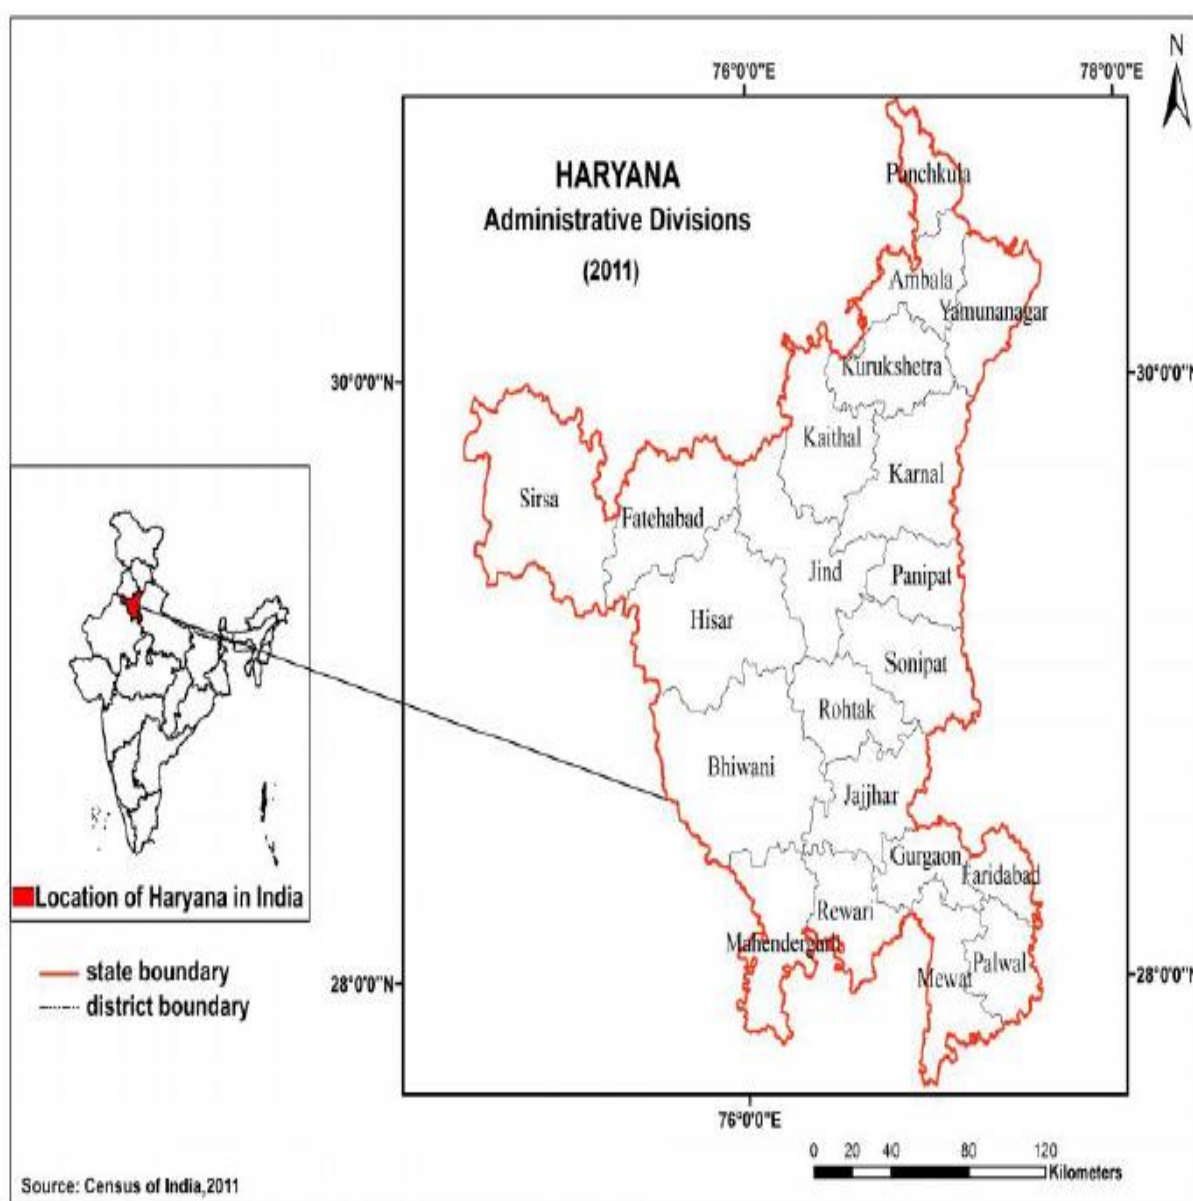 N
76°0'0"E
78°0'0"E
HARYANA
Administrative Divisions
(2011)
Panchkula
Ambala
Yamunanagar
Kurukshetra
30°0'0"N
30°0'0"N
Kaithal
Karnal
Sirsa
Fatehabad
Jind
Panipat
Hisar
Sonipat
Rohtak
Bhiwani
Jajjhar
Gurgaon
Faridabad
Location of Haryana in India
Rewari
Mahendergarh
Palwal
Mewat
state boundary
district boundary
28°0'0"N
28°0'0"N
76°0'0"E
0 20 40 80 120
Kilometers
Source: Census of India,2011